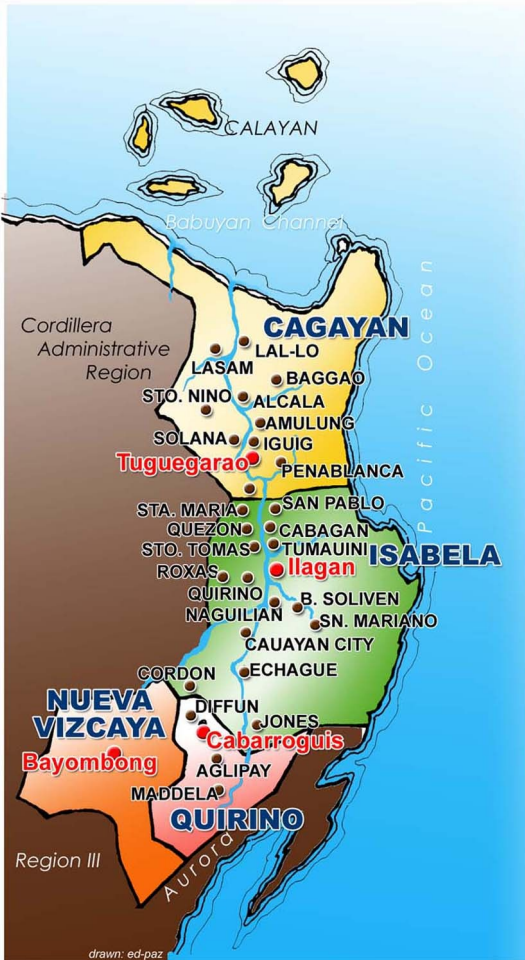 CALAYAN
Babuyan Channel
Pacific Ocean
Cordillera
Administrative
Region
CAGAYAN
LAL-LO
LASAM
BAGGAO
STO. NINO
ALCALA
AMULUNG
SOLANA
IGUIG
Tuguegarao
PENABLANCA
STA. MARIA
SAN PABLO
QUEZON
CABAGAN
STO. TOMAS
TUMAUINI
ISABELA
ROXAS
Ilagan
QUIRINO
B. SOLIVEN
NAGUILIAN
SN. MARIANO
CAUAYAN CITY
CORDON
ECHAGUE
NUEVA
VIZCAYA
DIFFUN
JONES
Cabarroguis
Bayombong
AGLIPAY
MADDELA
QUIRINO
Region III
Aurora
drawn: ed-paz